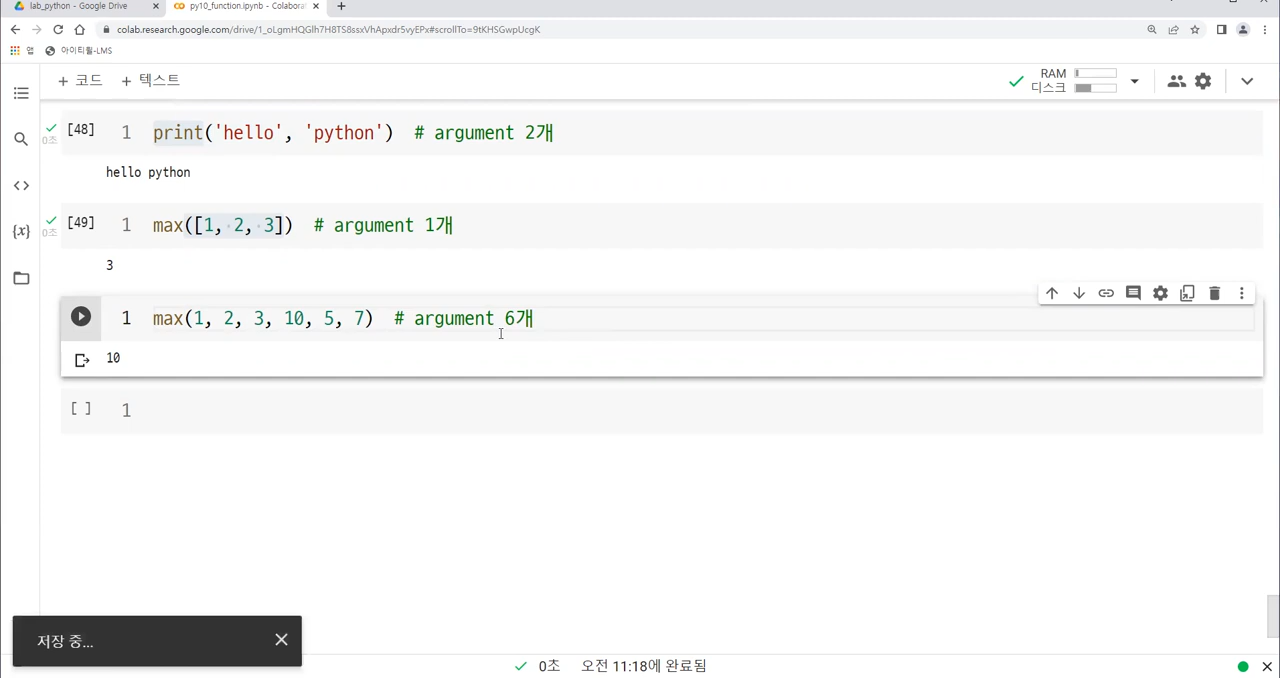 lab_python - Google Drive
py10_function.ipynb - Colaborat
colab.research.google.com/drive/1_oLgmHQGlh7H8TS8ssxVhApxdr5vyEPx#scrollTo=9tKHSGwpUcgK
앱 아이티윌-LMS
+ 코드 + 텍스트
RAM
디스크
[48] 1 print('hello', 'python') # argument 2개
0초
hello python
[49] 1 max([1, 2, 3]) # argument 1개
0초
3
1 max(1, 2, 3, 10, 5, 7) # argument 6개
10
[ ] 1
저장 중...
0초 오전 11:18에 완료됨